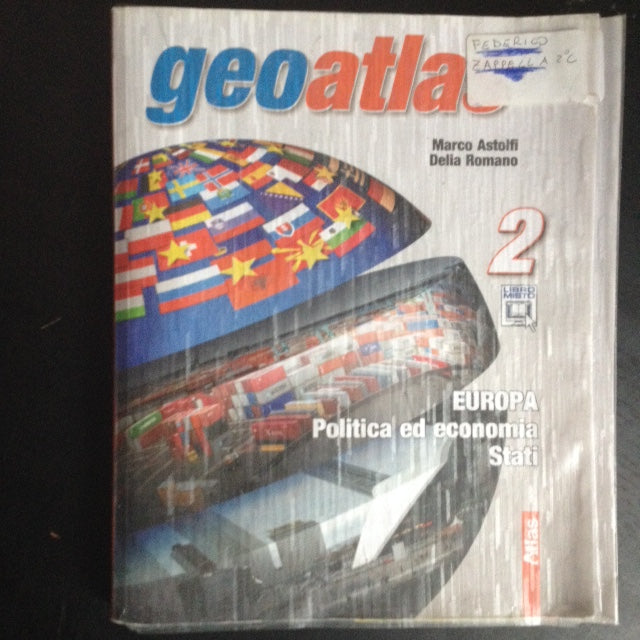 geoatlas
FEDERICO
ZAPPALLA 2°C
Marco Astolfi
Delia Romano
2
LIBRO
MISTO
EUROPA
Politica ed economia
Stati
Atlas